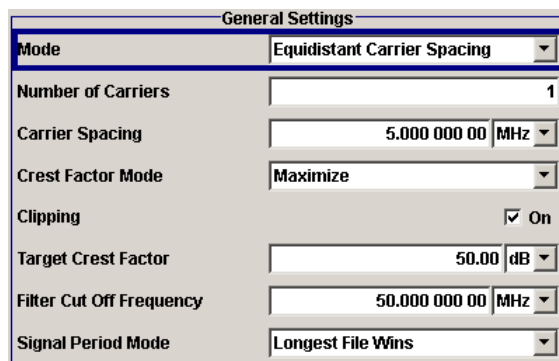 General Settings
Mode Equidistant Carrier Spacing
Number of Carriers 1
Carrier Spacing 5.000 000 00 MHz
Crest Factor Mode Maximize
Clipping On
Target Crest Factor 50.00 dB
Filter Cut Off Frequency 50.000 000 00 MHz
Signal Period Mode Longest File Wins